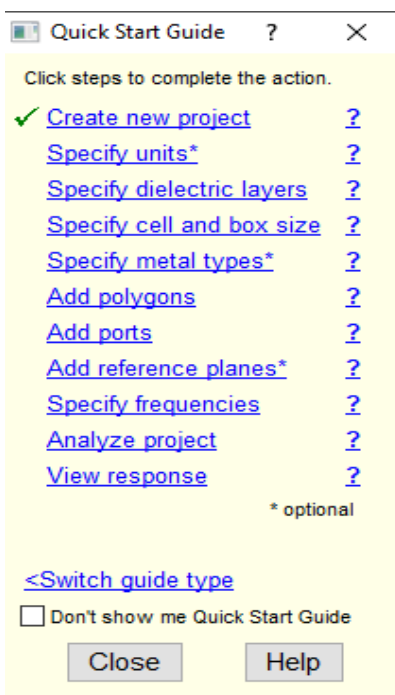 Quick Start Guide ?
Click steps to complete the action.
Create new project ?
Specify units* ?
Specify dielectric layers ?
Specify cell and box size ?
Specify metal types* ?
Add polygons ?
Add ports ?
Add reference planes* ?
Specify frequencies ?
Analyze project ?
View response ?
* optional
<Switch guide type
Don't show me Quick Start Guide
Close Help